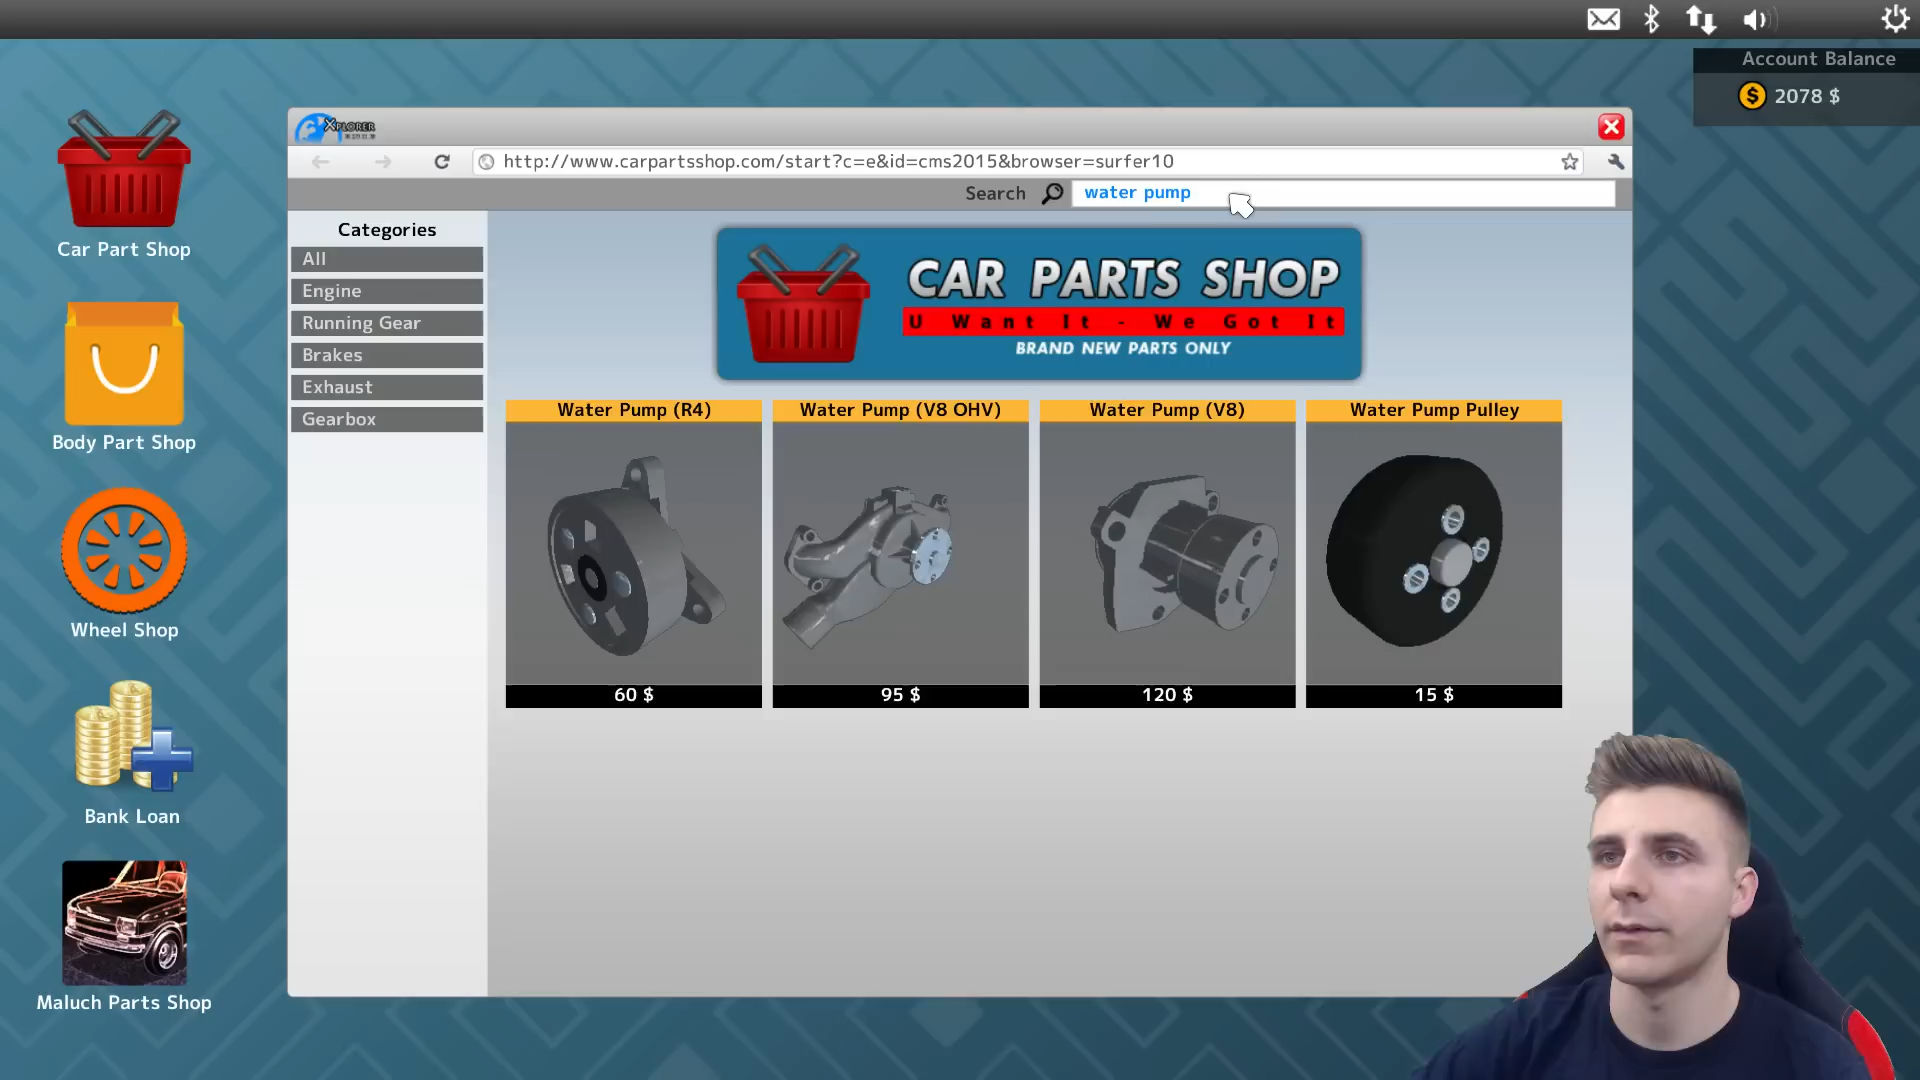 Account Balance
2078 $
XPLORER
http://www.carpartsshop.com/start?c=e&id=cms2015&browser=surfer10
Search
water pump
Categories
All
Engine
Running Gear
Brakes
Exhaust
Gearbox
CAR PARTS SHOP
U Want It - We Got It
BRAND NEW PARTS ONLY
Water Pump (R4)
Water Pump (V8 OHV)
Water Pump (V8)
Water Pump Pulley
60 $
95 $
120 $
15 $
Car Part Shop
Body Part Shop
Wheel Shop
Bank Loan
Maluch Parts Shop